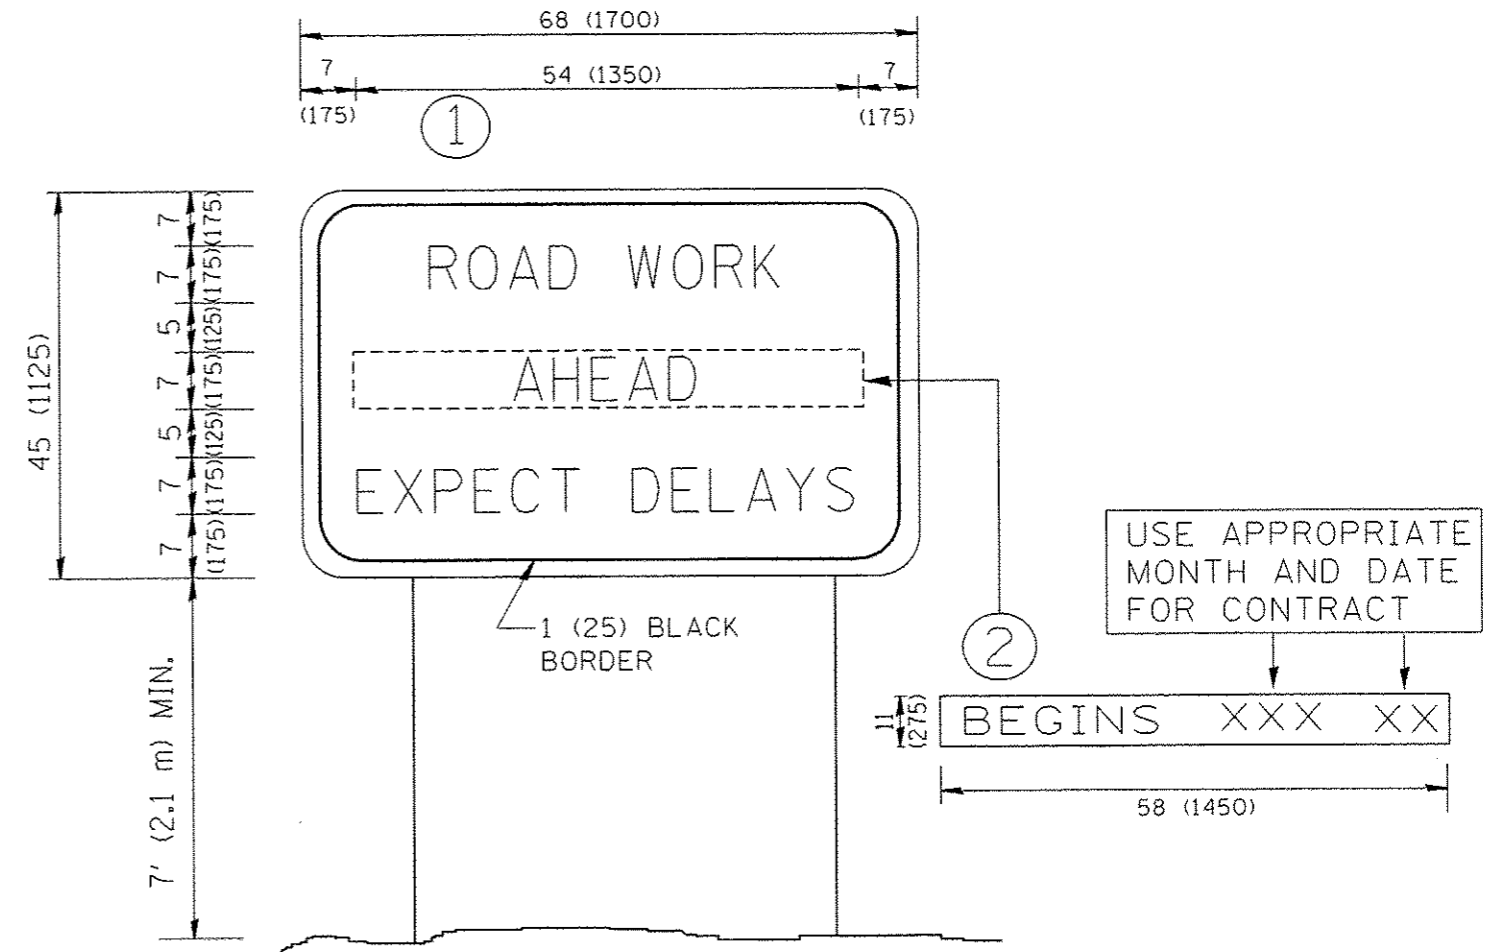 68 (1700)
7
54 (1350)
7
(175)
(175)
1
45 (1125)
7
(175)
7
(175)
5
(125)
7
(175)
5
(125)
7
(175)
7
(175)
ROAD WORK
AHEAD
EXPECT DELAYS
1 (25) BLACK
BORDER
7' (2.1 m) MIN.
2
USE APPROPRIATE
MONTH AND DATE
FOR CONTRACT
11
(275)
BEGINS XXX XX
58 (1450)